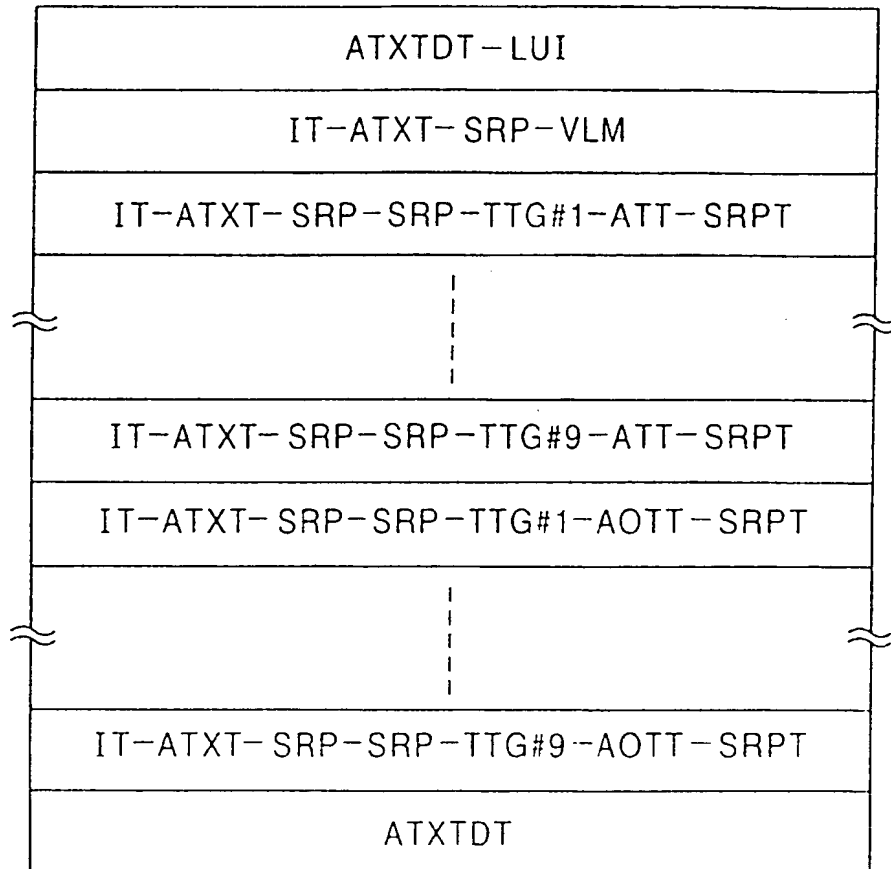 ATXTDT-LUI
IT-ATXT-SRP-VLM
IT-ATXT-SRP-SRP-TTG#1-ATT-SRPT
IT-ATXT-SRP-SRP-TTG#9-ATT-SRPT
IT-ATXT-SRP-SRP-TTG#1-AOTT-SRPT
IT-ATXT-SRP-SRP-TTG#9-AOTT-SRPT
ATXTDT